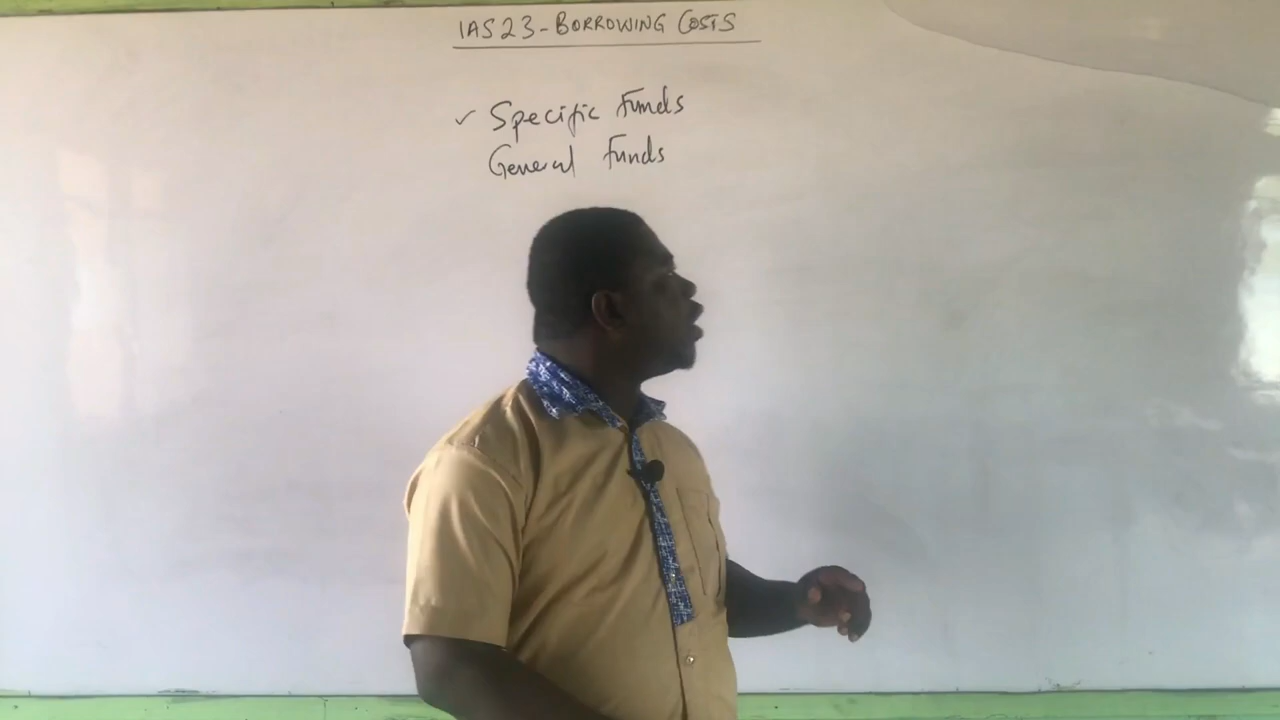 IAS 23 - BORROWING COSTS
✓ Specific Funds
General Funds